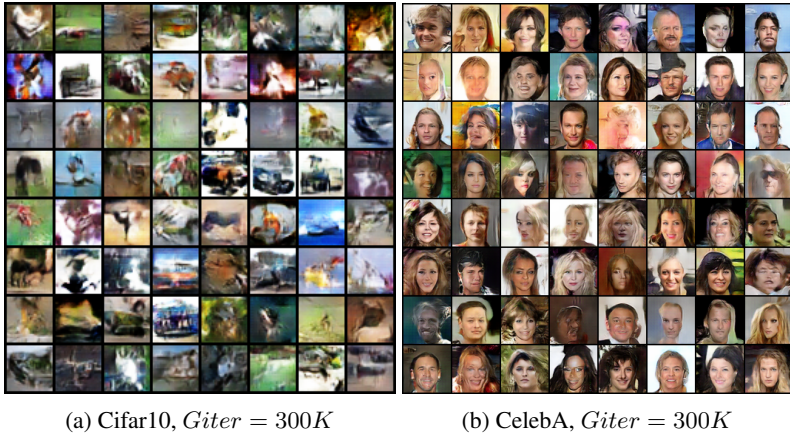 (a) Cifar10, Giter = 300K
(b) CelebA, Giter = 300K